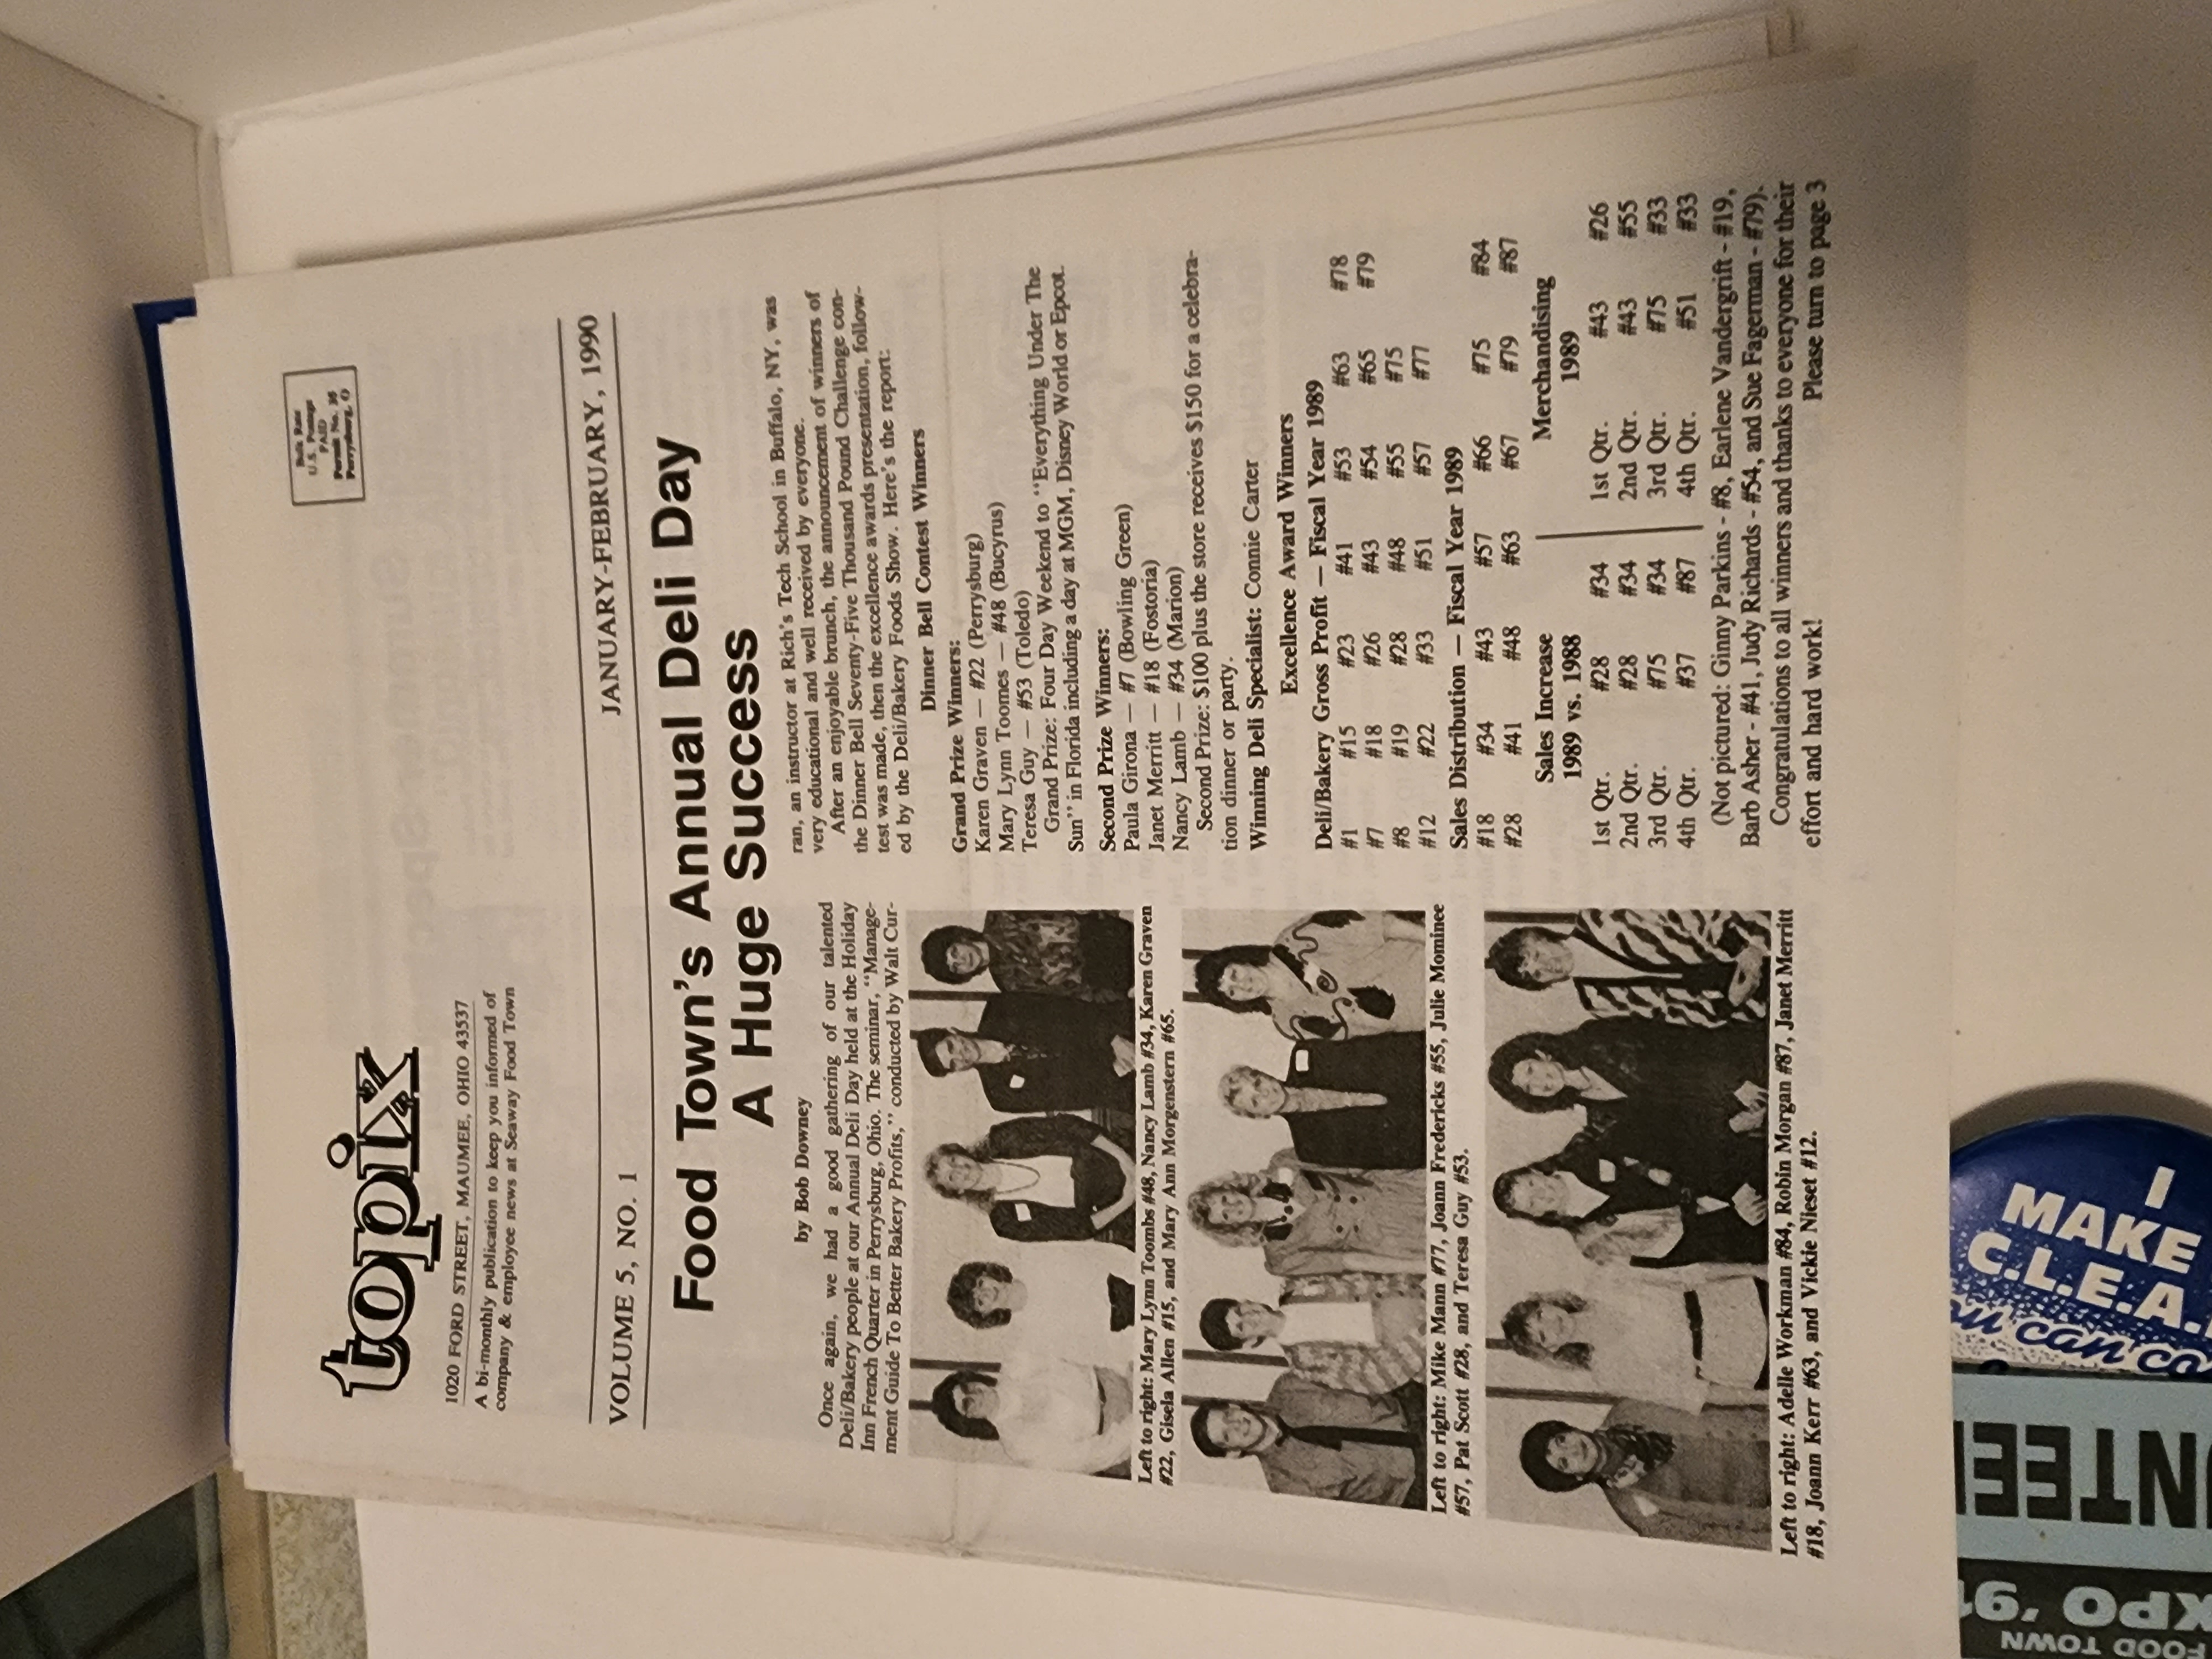 topix
1020 FORD STREET, MAUMEE, OHIO 43537
A bi-monthly publication to keep you informed of
company & employee news at Seaway Food Town
Bulk Rate
U.S. Postage
PAID
Permit No. 36
Perrysburg, O
VOLUME 5, NO. 1
JANUARY-FEBRUARY, 1990
Food Town's Annual Deli Day
A Huge Success
by Bob Downey
Once again, we had a good gathering of our talented
Deli/Bakery people at our Annual Deli Day held at the Holiday
Inn French Quarter in Perrysburg, Ohio. The seminar, "Manage-
ment Guide To Better Bakery Profits," conducted by Walt Cur-
Left to right: Mary Lynn Toombs #48, Nancy Lamb #34, Karen Graven
#22, Gisela Allen #15, and Mary Ann Morgenstern #65.
Left to right: Mike Mann #77, Joann Fredericks #55, Julie Mominee
#57, Pat Scott #28, and Teresa Guy #53.
Left to right: Adelle Workman #84, Robin Morgan #87, Janet Merritt
#18, Joann Kerr #63, and Vickie Nieset #12.
ran, an instructor at Rich's Tech School in Buffalo, NY, was
very educational and well received by everyone.
After an enjoyable brunch, the announcement of winners of
the Dinner Bell Seventy-Five Thousand Pound Challenge con-
test was made, then the excellence awards presentation, follow-
ed by the Deli/Bakery Foods Show. Here's the report:
Dinner Bell Contest Winners
Grand Prize Winners:
Karen Graven — #22 (Perrysburg)
Mary Lynn Toomes — #48 (Bucyrus)
Teresa Guy — #53 (Toledo)
Grand Prize: Four Day Weekend to "Everything Under The
Sun" in Florida including a day at MGM, Disney World or Epcot.
Second Prize Winners:
Paula Girona — #7 (Bowling Green)
Janet Merritt — #18 (Fostoria)
Nancy Lamb — #34 (Marion)
Second Prize: $100 plus the store receives $150 for a celebra-
tion dinner or party.
Winning Deli Specialist: Connie Carter
Excellence Award Winners
Deli/Bakery Gross Profit — Fiscal Year 1989
#1 #15 #23 #41 #53 #63 #78
#7 #18 #26 #43 #54 #65 #79
#8 #19 #28 #48 #55 #75
#12 #22 #33 #51 #57 #77
Sales Distribution — Fiscal Year 1989
#18 #34 #43 #57 #66 #75 #84
#28 #41 #48 #63 #67 #79 #87
Sales Increase
1989 vs. 1988
1st Qtr. #28 #34
2nd Qtr. #28 #34
3rd Qtr. #75 #34
4th Qtr. #37 #87
Merchandising
1989
1st Qtr. #43 #26
2nd Qtr. #43 #55
3rd Qtr. #75 #33
4th Qtr. #51 #33
(Not pictured: Ginny Parkins - #8, Earlene Vandergrift - #19,
Barb Asher - #41, Judy Richards - #54, and Sue Fagerman - #79).
Congratulations to all winners and thanks to everyone for their
effort and hard work!
Please turn to page 3
I
MAKE
C.L.E.A.
can co
FOOD TOWN
XPO '91
NTEE